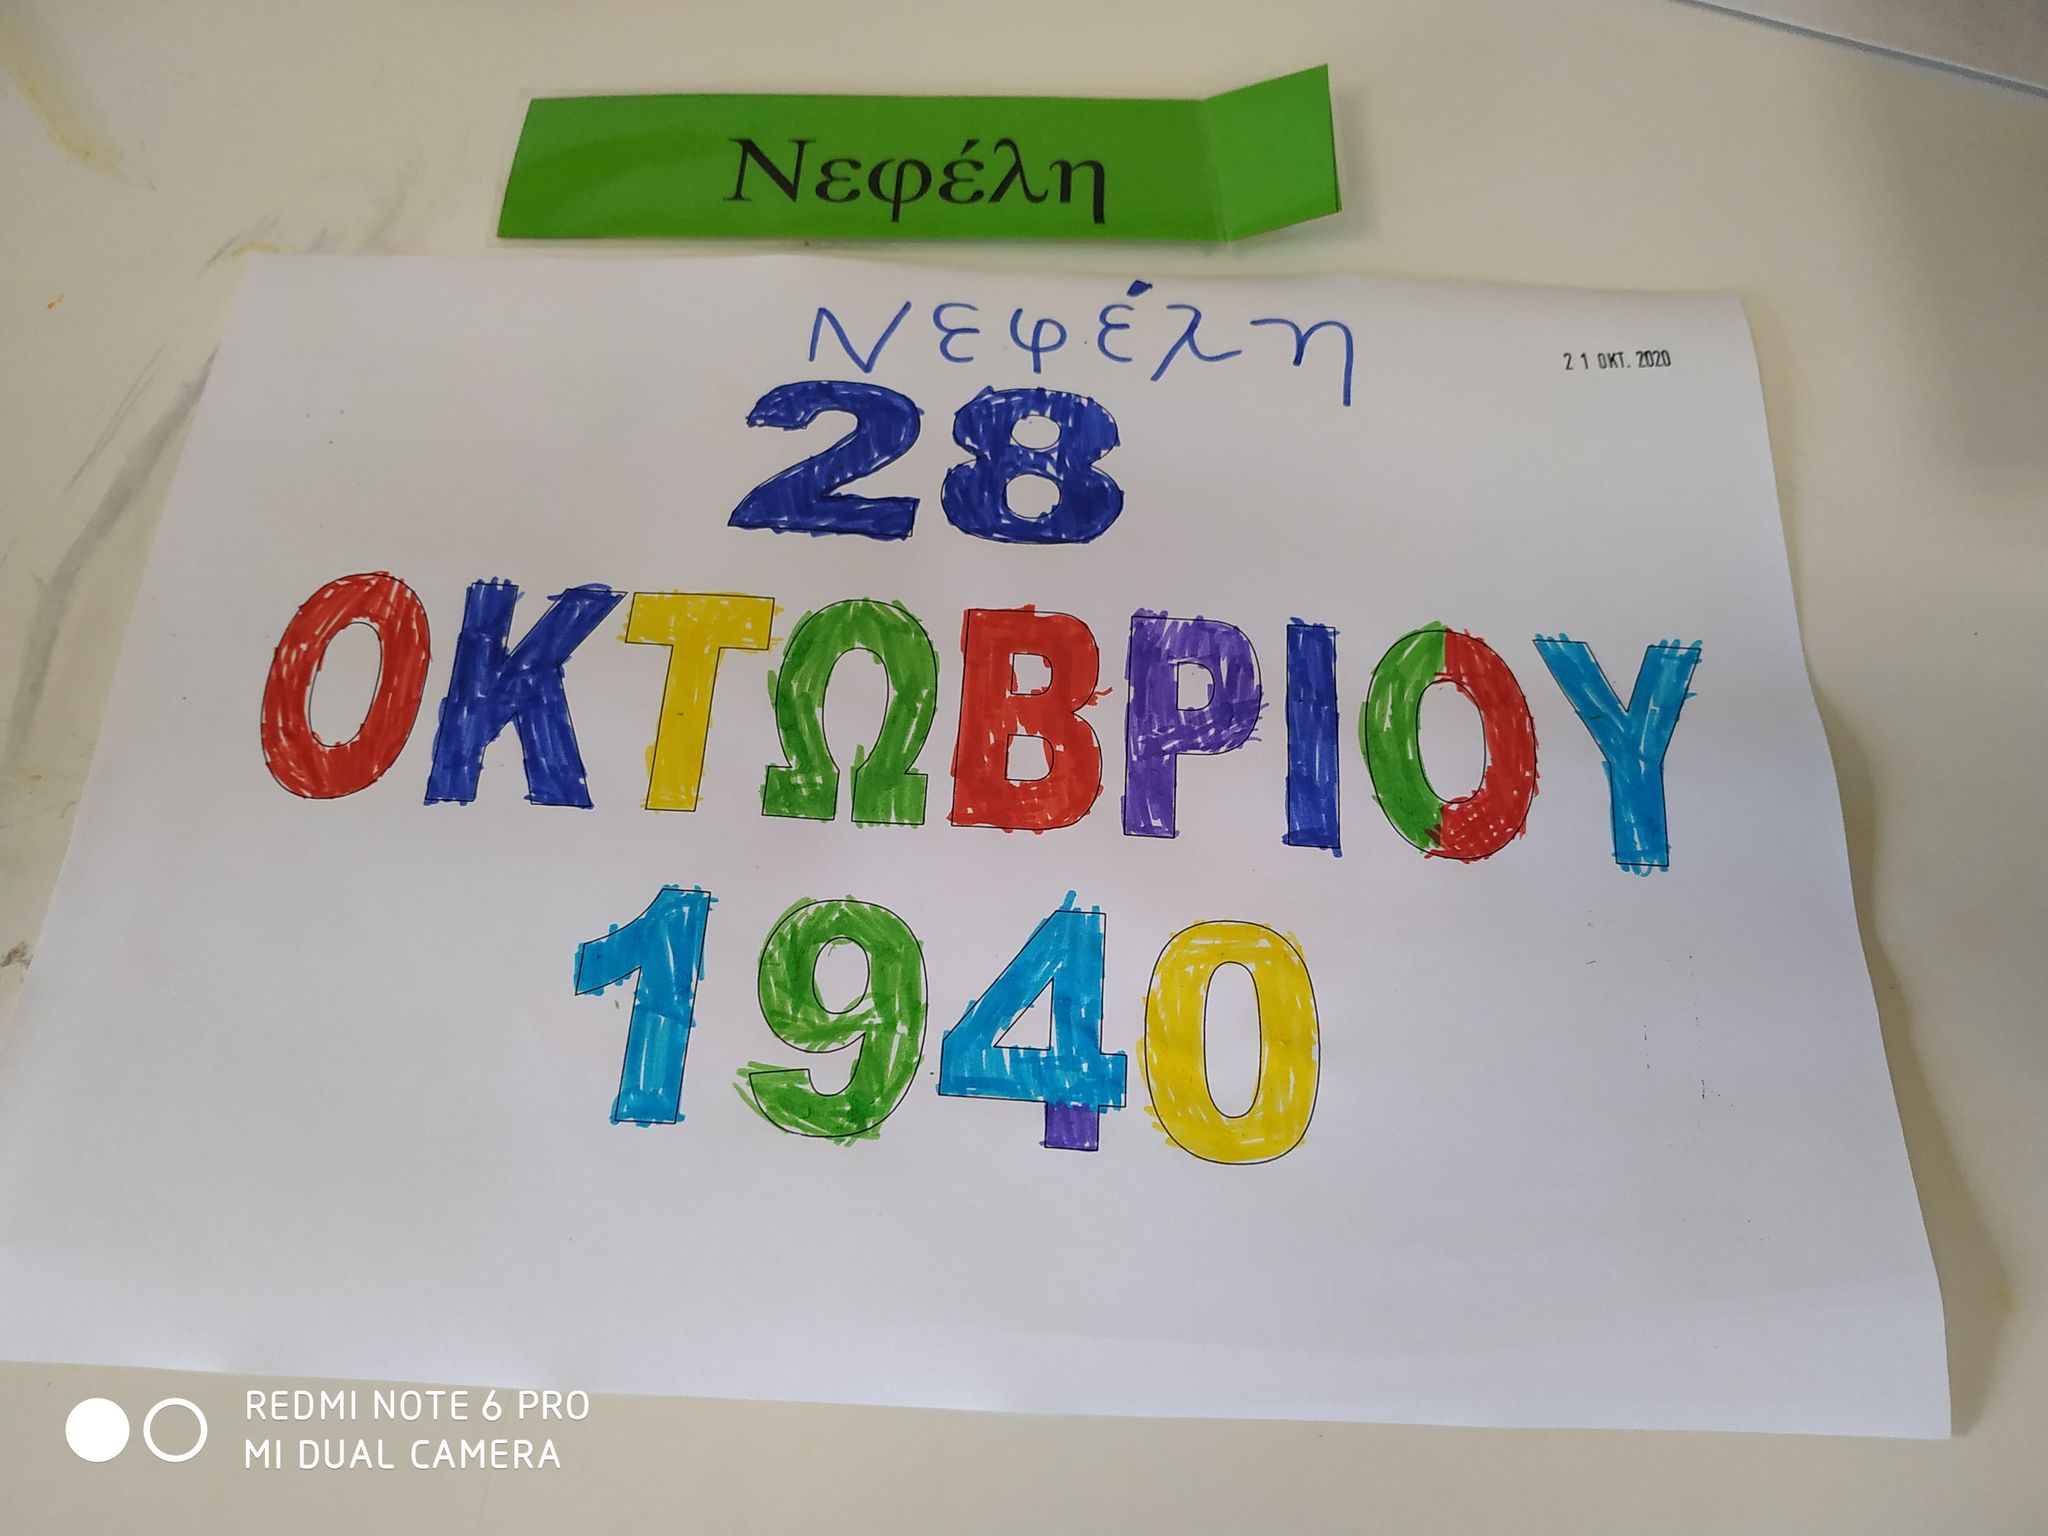 Νεφέλη
Νεφέλη
21 ΟΚΤ. 2020
28
ΟΚΤΩΒΡΙΟΥ
1940
REDMI NOTE 6 PRO
MI DUAL CAMERA